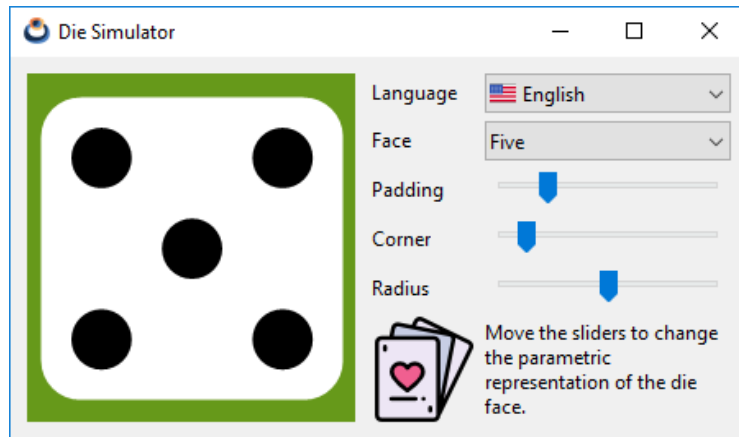 Die Simulator
Language
English
Face
Five
Padding
Corner
Radius
Move the sliders to change
the parametric
representation of the die
face.